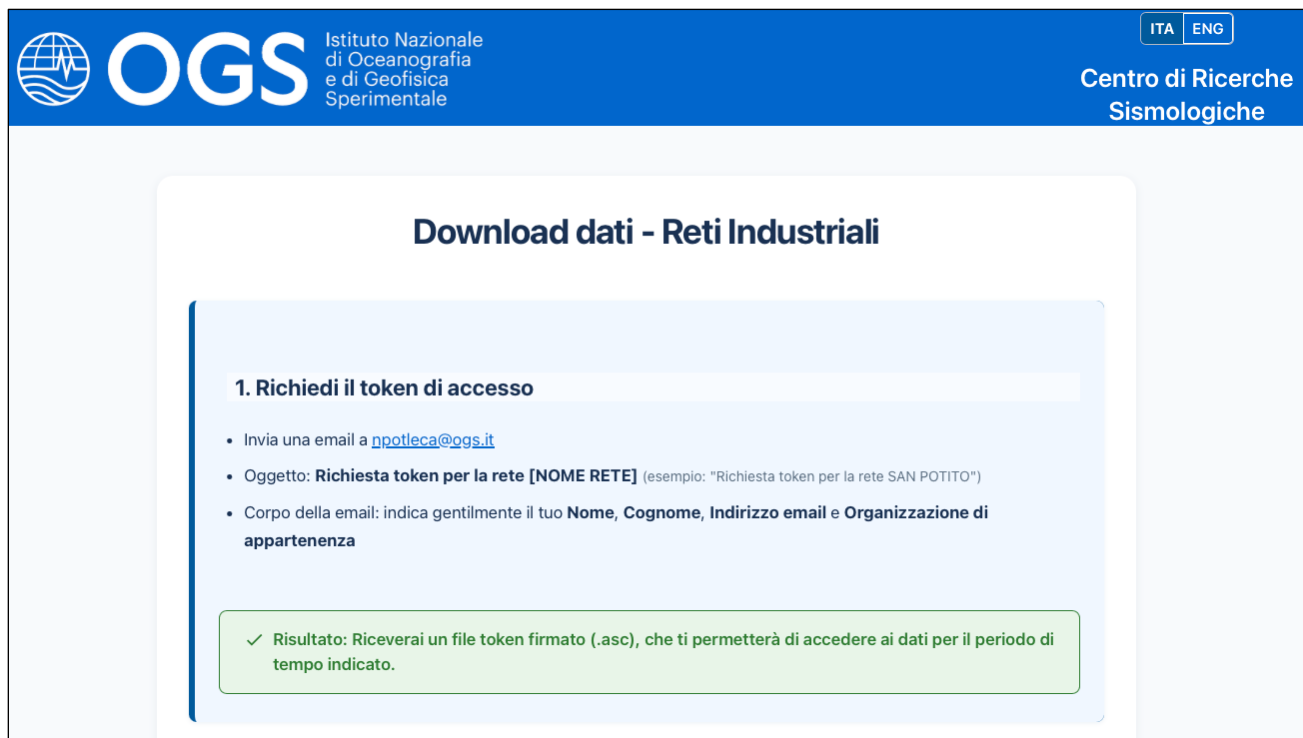 OGS
Istituto Nazionale
di Oceanografia
e di Geofisica
Sperimentale
ITA ENG
Centro di Ricerche
Sismologiche
Download dati - Reti Industriali
1. Richiedi il token di accesso
• Invia una email a npotleca@ogs.it
• Oggetto: Richiesta token per la rete [NOME RETE] (esempio: "Richiesta token per la rete SAN POTITO")
• Corpo della email: indica gentilmente il tuo Nome, Cognome, Indirizzo email e Organizzazione di
appartenenza
✓ Risultato: Riceverai un file token firmato (.asc), che ti permetterà di accedere ai dati per il periodo di
tempo indicato.